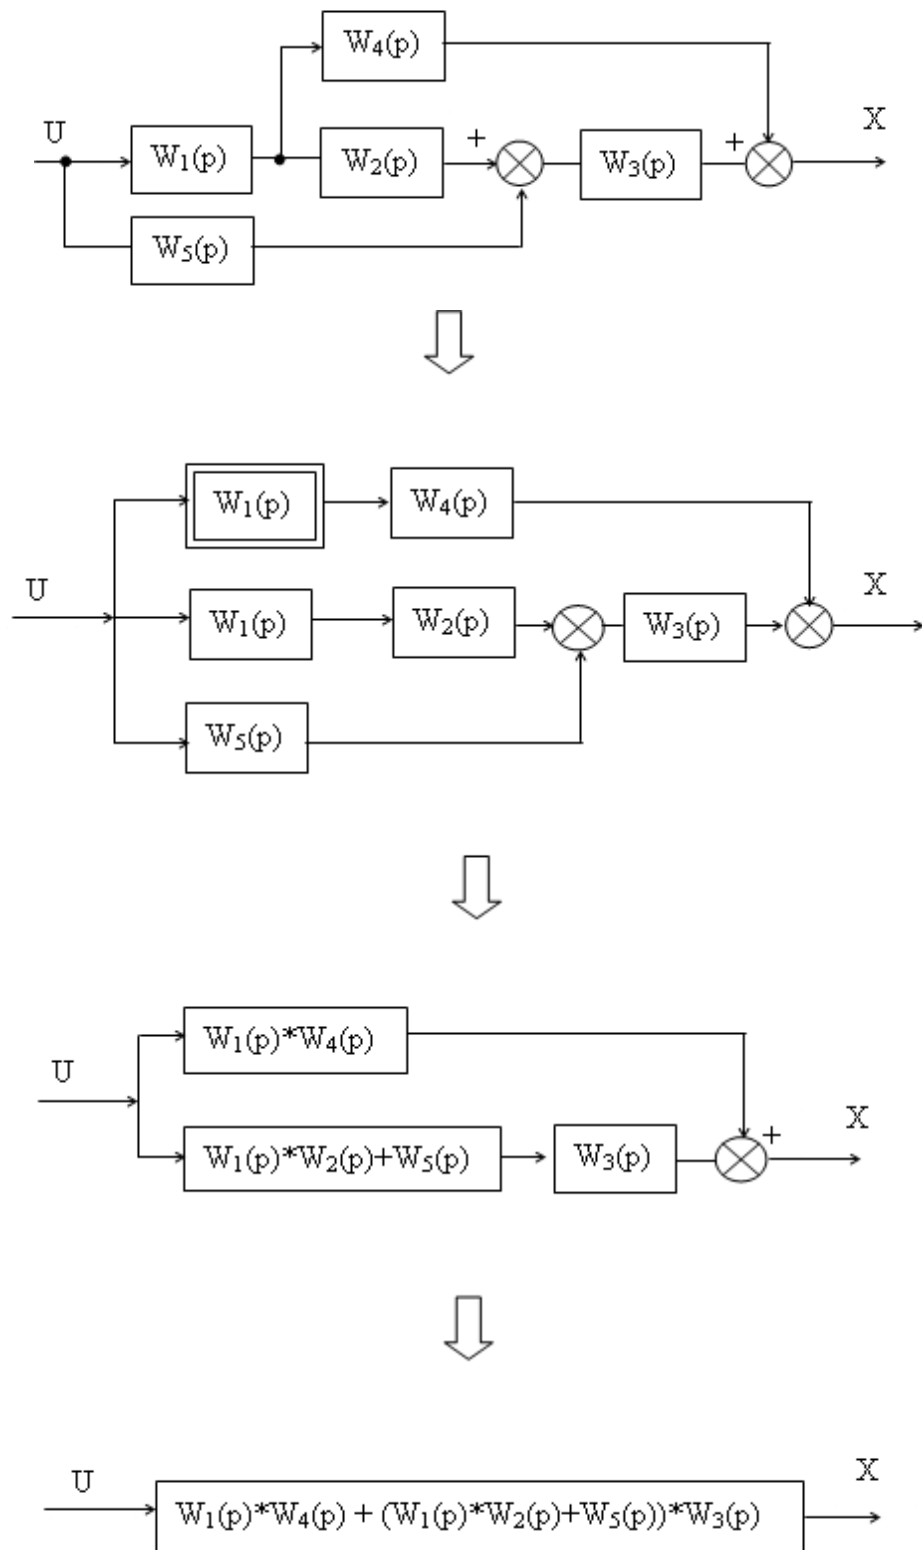 W₄(p)
U
X
W₁(p)
W₂(p)
+
W₃(p)
+
W₅(p)
W₁(p)
W₄(p)
U
X
W₁(p)
W₂(p)
W₃(p)
W₅(p)
W₁(p)*W₄(p)
U
X
+
W₁(p)*W₂(p)+W₅(p)
W₃(p)
U
X
W₁(p)*W₄(p) + (W₁(p)*W₂(p)+W₅(p))*W₃(p)